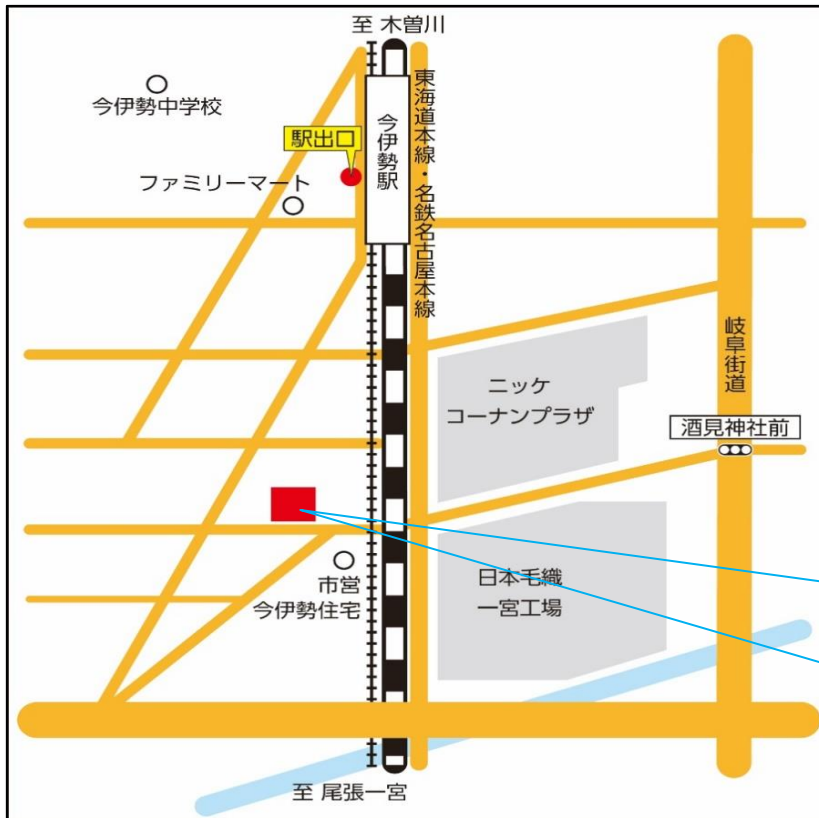 至 木曽川
今伊勢中学校
駅出口
ファミリーマート
今伊勢駅
東海道本線・名鉄名古屋本線
岐阜街道
ニッケ
コーナンプラザ
酒見神社前
市営
今伊勢住宅
日本毛織
一宮工場
至 尾張一宮